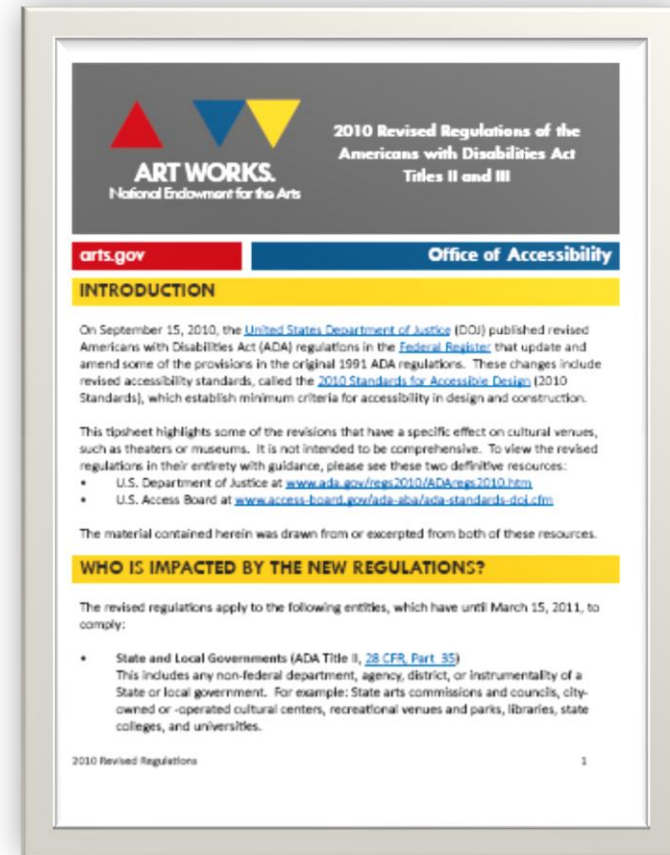 2010 Revised Regulations of the
Americans with Disabilities Act
Titles II and III
ART WORKS.
National Endowment for the Arts
arts.gov
Office of Accessibility
INTRODUCTION
On September 15, 2010, the United States Department of Justice (DOJ) published revised
Americans with Disabilities Act (ADA) regulations in the Federal Register that update and
amend some of the provisions in the original 1991 ADA regulations. These changes include
revised accessibility standards, called the 2010 Standards for Accessible Design (2010
Standards), which establish minimum criteria for accessibility in design and construction.
This tipsheet highlights some of the revisions that have a specific effect on cultural venues,
such as theaters or museums. It is not intended to be comprehensive. To view the revised
regulations in their entirety with guidance, please see these two definitive resources:
• U.S. Department of Justice at www.ada.gov/regs2010/ADAregs2010.htm
• U.S. Access Board at www.access-board.gov/ada-aba/ada-standards-doj.cfm
The material contained herein was drawn from or excerpted from both of these resources.
WHO IS IMPACTED BY THE NEW REGULATIONS?
The revised regulations apply to the following entities, which have until March 15, 2011, to
comply:
• State and Local Governments (ADA Title II, 28 CFR, Part 35)
This includes any non-federal department, agency, district, or instrumentality of a
State or local government. For example: State arts commissions and councils, city-
owned or -operated cultural centers, recreational venues and parks, libraries, state
colleges, and universities.
2010 Revised Regulations 1